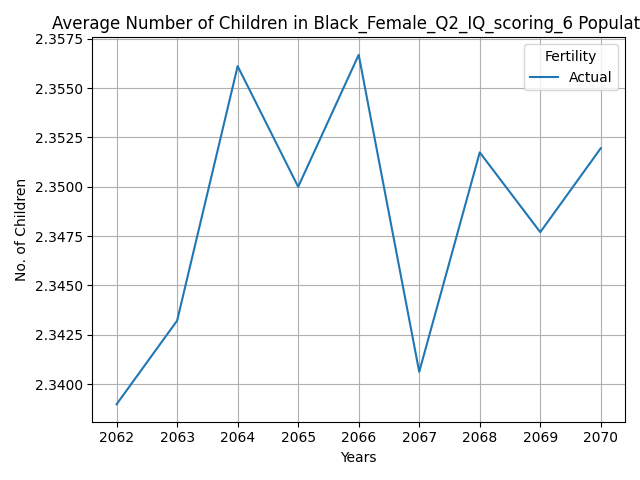 Average Number of Children in Black_Female_Q2_IQ_scoring_6 Populat
2.3575
2.3550
2.3525
2.3500
2.3475
2.3450
2.3425
2.3400
No. of Children
Fertility
Actual
2062 2063 2064 2065 2066 2067 2068 2069 2070
Years